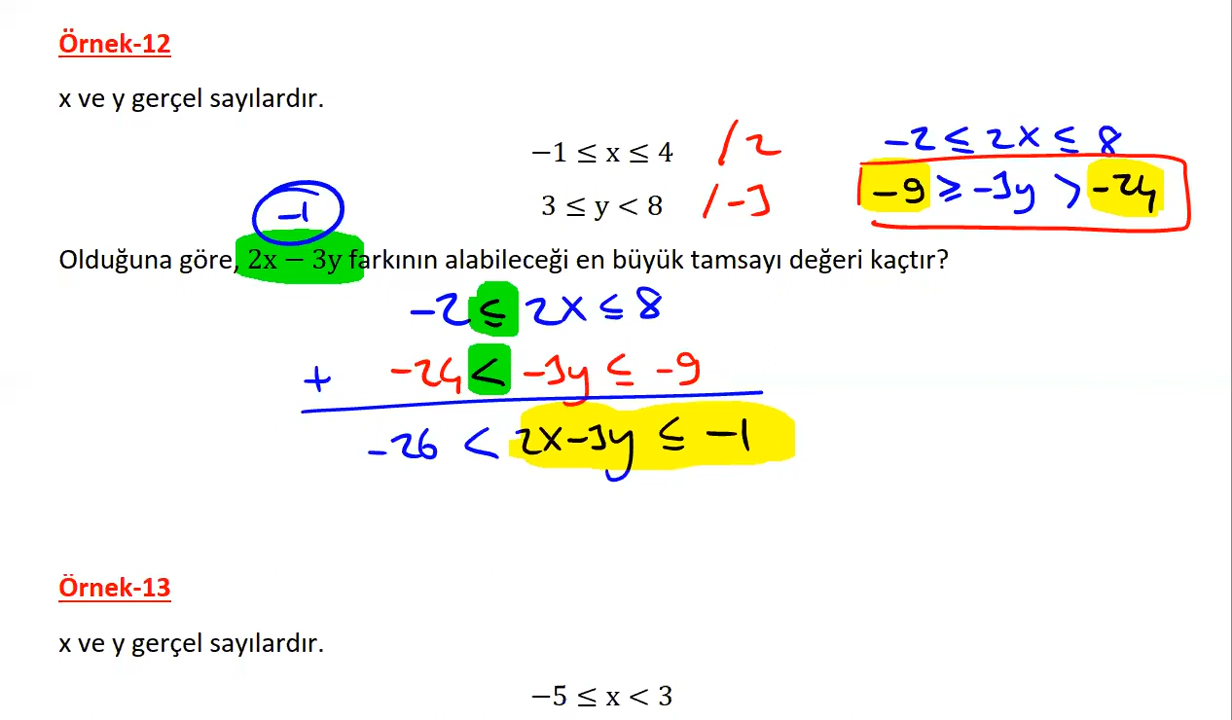 Örnek-12
x ve y gerçel sayılardır.
−1 ≤ x ≤ 4 /2 -2 ≤ 2x ≤ 8
3 ≤ y < 8 /-3 -9 ≥ -3y > -24
-1
Olduğuna göre, 2x − 3y farkının alabileceği en büyük tamsayı değeri kaçtır?
-2 ≤ 2x ≤ 8
+ -24 < -3y ≤ -9
-26 < 2x-3y ≤ -1
Örnek-13
x ve y gerçel sayılardır.
−5 ≤ x < 3